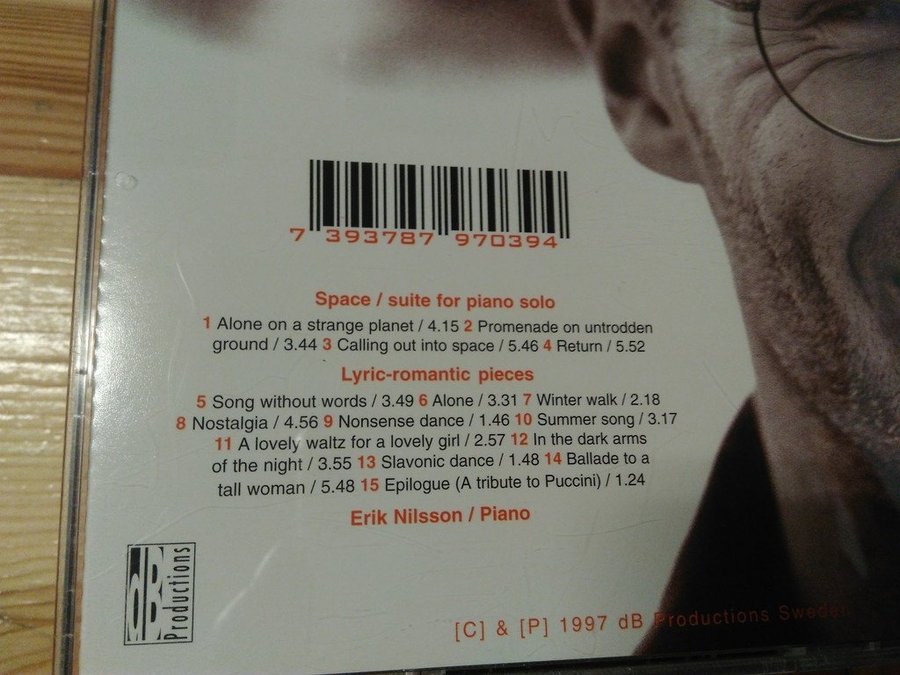 7 393787 970394
Space / suite for piano solo
1 Alone on a strange planet / 4.15 2 Promenade on untrodden
ground / 3.44 3 Calling out into space / 5.46 4 Return / 5.52
Lyric-romantic pieces
5 Song without words / 3.49 6 Alone / 3.31 7 Winter walk / 2.18
8 Nostalgia / 4.56 9 Nonsense dance / 1.46 10 Summer song / 3.17
11 A lovely waltz for a lovely girl / 2.57 12 In the dark arms
of the night / 3.55 13 Slavonic dance / 1.48 14 Ballade to a
tall woman / 5.48 15 Epilogue (A tribute to Puccini) / 1.24
Erik Nilsson / Piano
dB Productions
[C] & [P] 1997 dB Productions Sweden